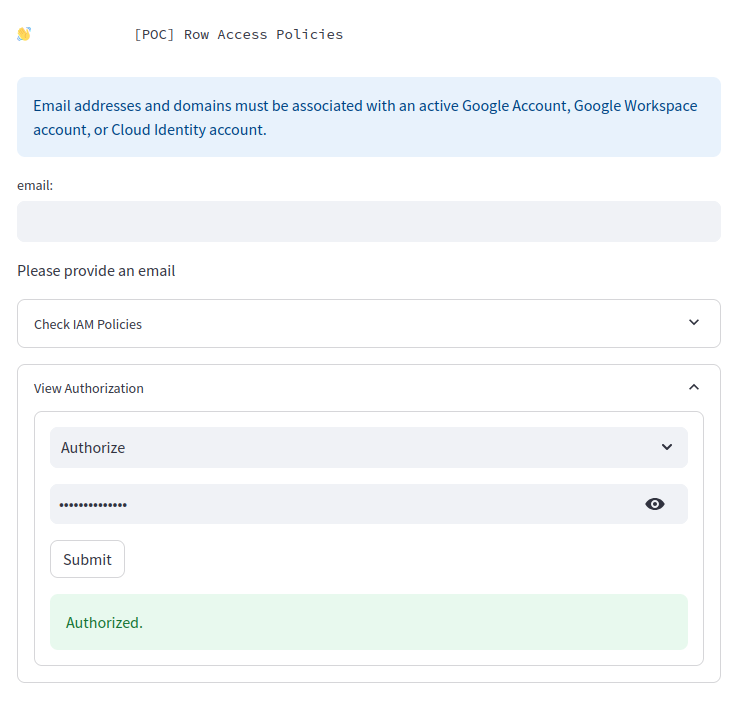 [POC] Row Access Policies
Email addresses and domains must be associated with an active Google Account, Google Workspace
account, or Cloud Identity account.
email:
Please provide an email
Check IAM Policies
View Authorization
Authorize
••••••••••••••
Submit
Authorized.